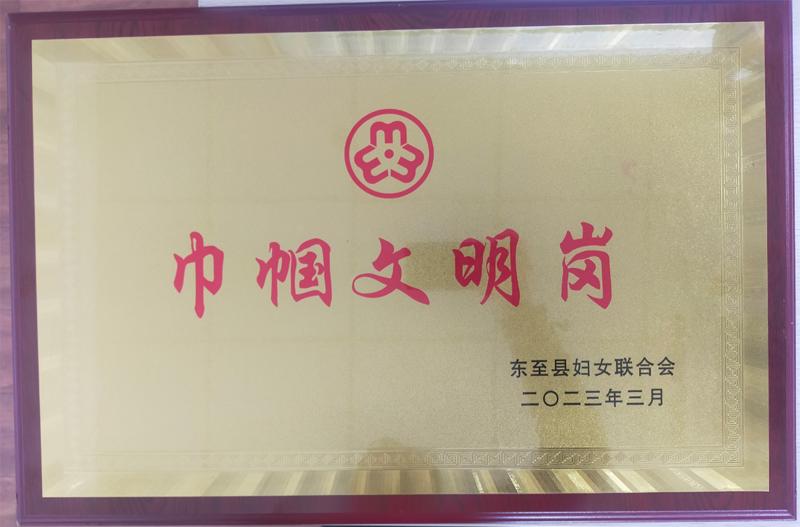 巾帼文明岗
东至县妇女联合会
二〇二三年三月